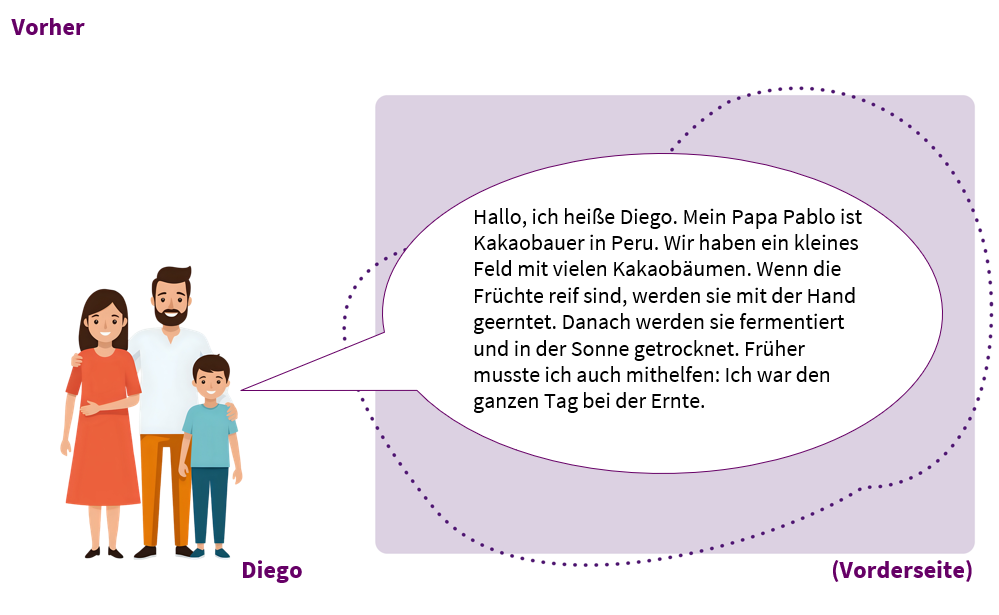 Vorher
Hallo, ich heiße Diego. Mein Papa Pablo ist
Kakaobauer in Peru. Wir haben ein kleines
Feld mit vielen Kakaobäumen. Wenn die
Früchte reif sind, werden sie mit der Hand
geerntet. Danach werden sie fermentiert
und in der Sonne getrocknet. Früher
musste ich auch mithelfen: Ich war den
ganzen Tag bei der Ernte.
Diego
(Vorderseite)